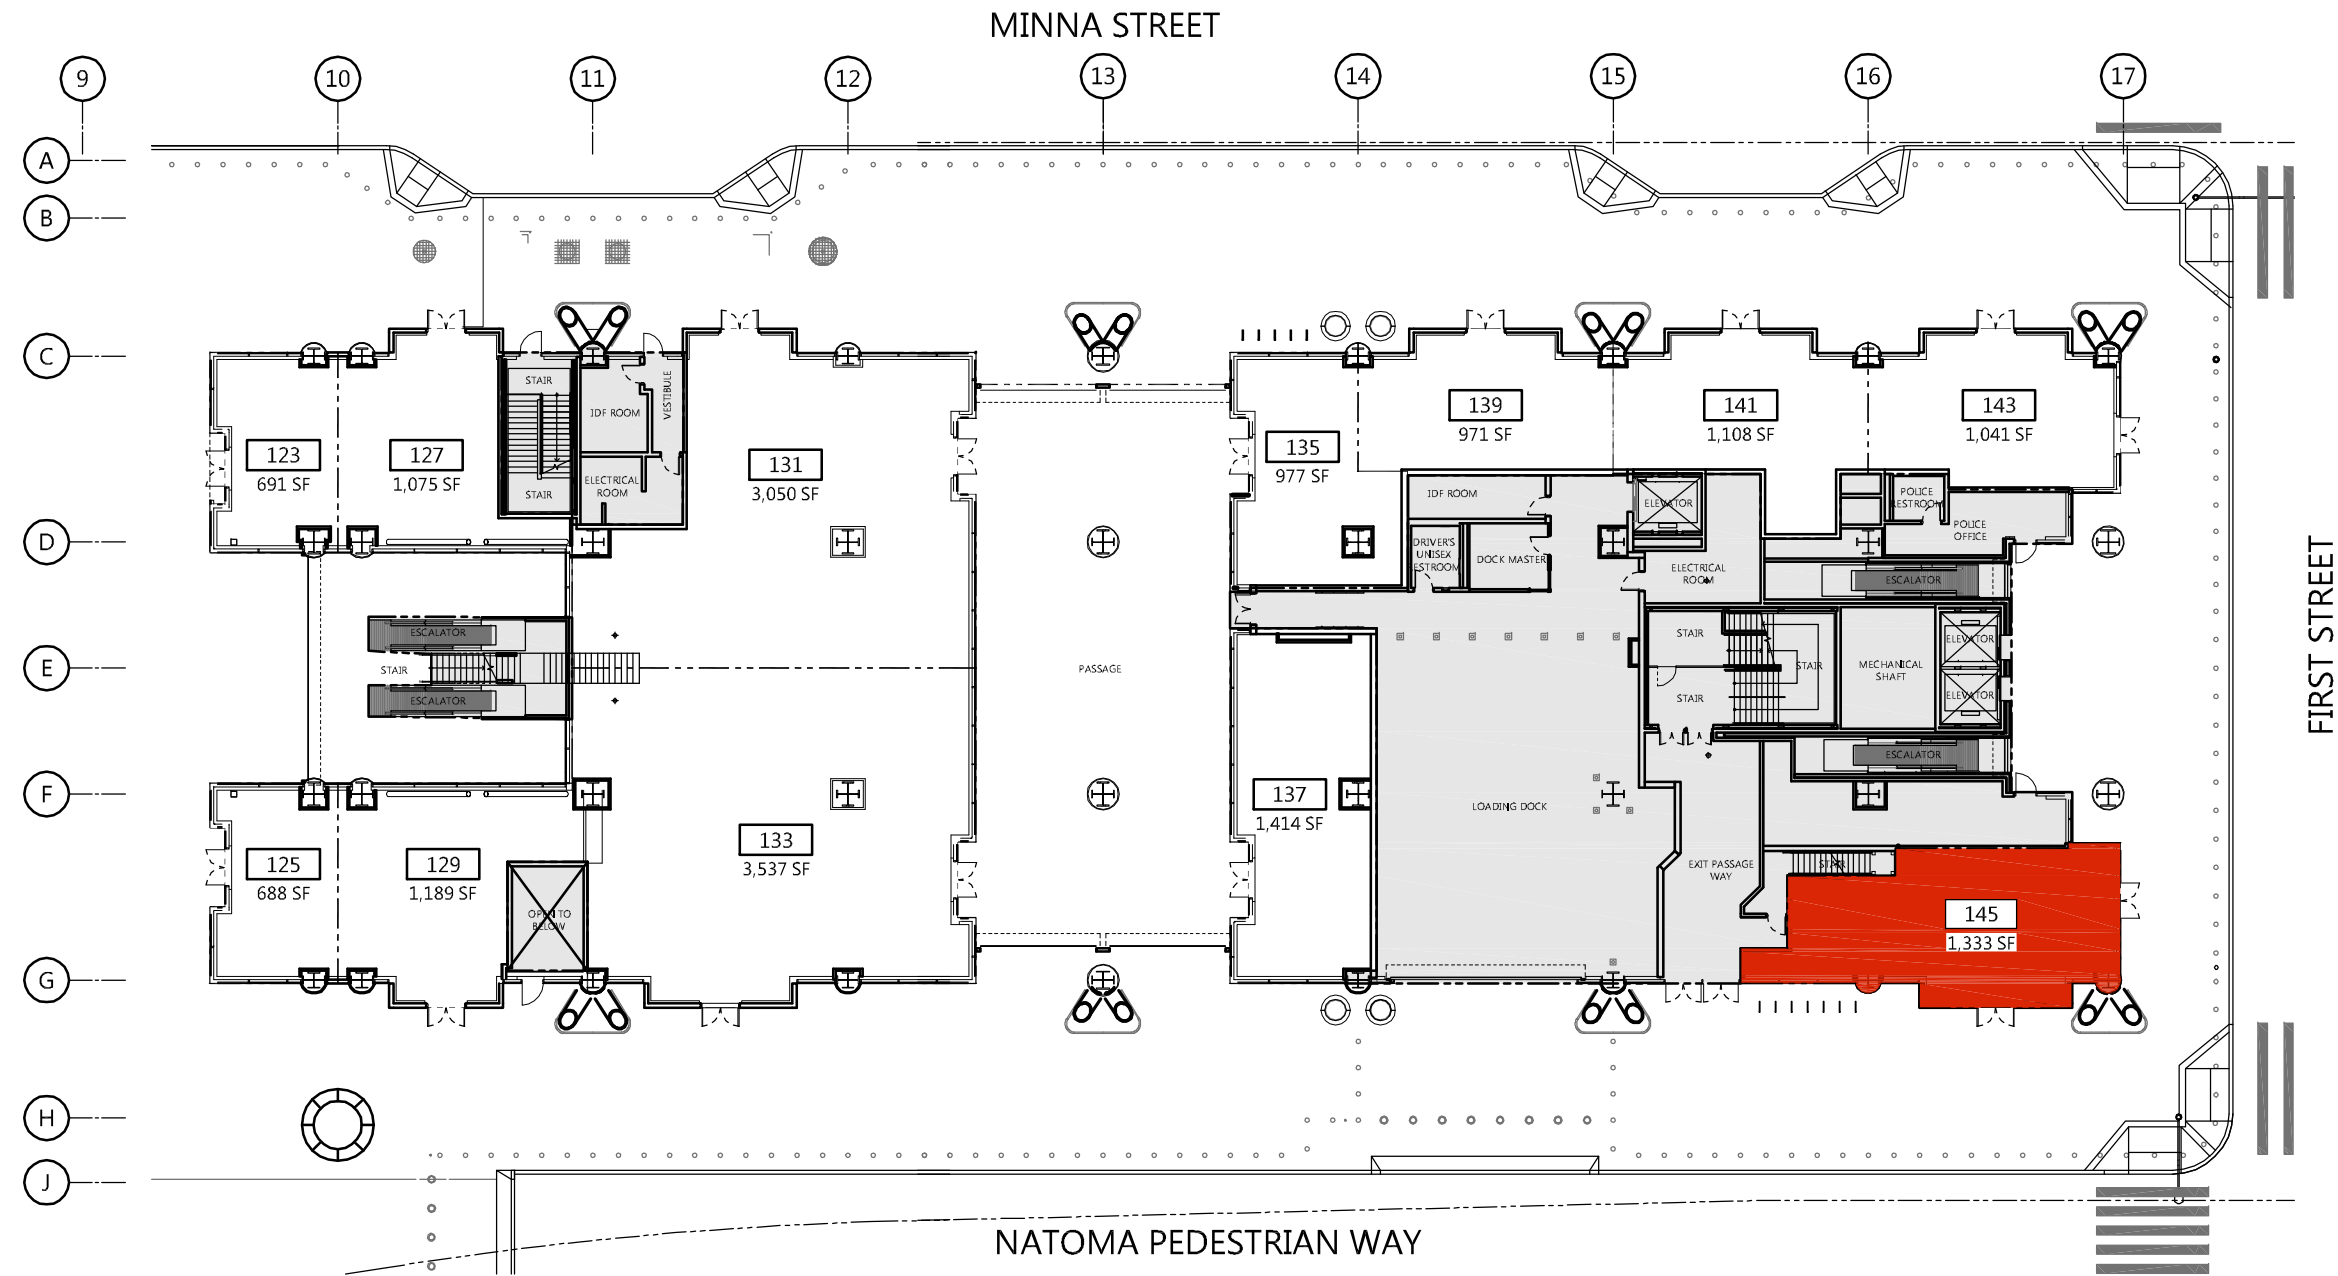 MINNA STREET
9
10
11
12
13
14
15
16
17
A
B
C
D
E
F
G
H
J
123
691 SF
127
1,075 SF
STAIR
STAIR
IDF ROOM
VESTIBULE
ELECTRICAL
ROOM
131
3,050 SF
135
977 SF
139
971 SF
141
1,108 SF
143
1,041 SF
IDF ROOM
ELEVATOR
POLICE
RESTROOM
POLICE
OFFICE
DRIVER'S
UNISEX
ESTROOM
DOCK MASTER
ELECTRICAL
ROOM
ESCALATOR
ESCALATOR
STAIR
ESCALATOR
PASSAGE
STAIR
STAIR
STAIR
MECHANICAL
SHAFT
ELEVATOR
ELEVATOR
ESCALATOR
FIRST STREET
125
688 SF
129
1,189 SF
OPEN TO
BELOW
133
3,537 SF
137
1,414 SF
LOADING DOCK
EXIT PASSAGE
WAY
STAIR
145
1,333 SF
NATOMA PEDESTRIAN WAY